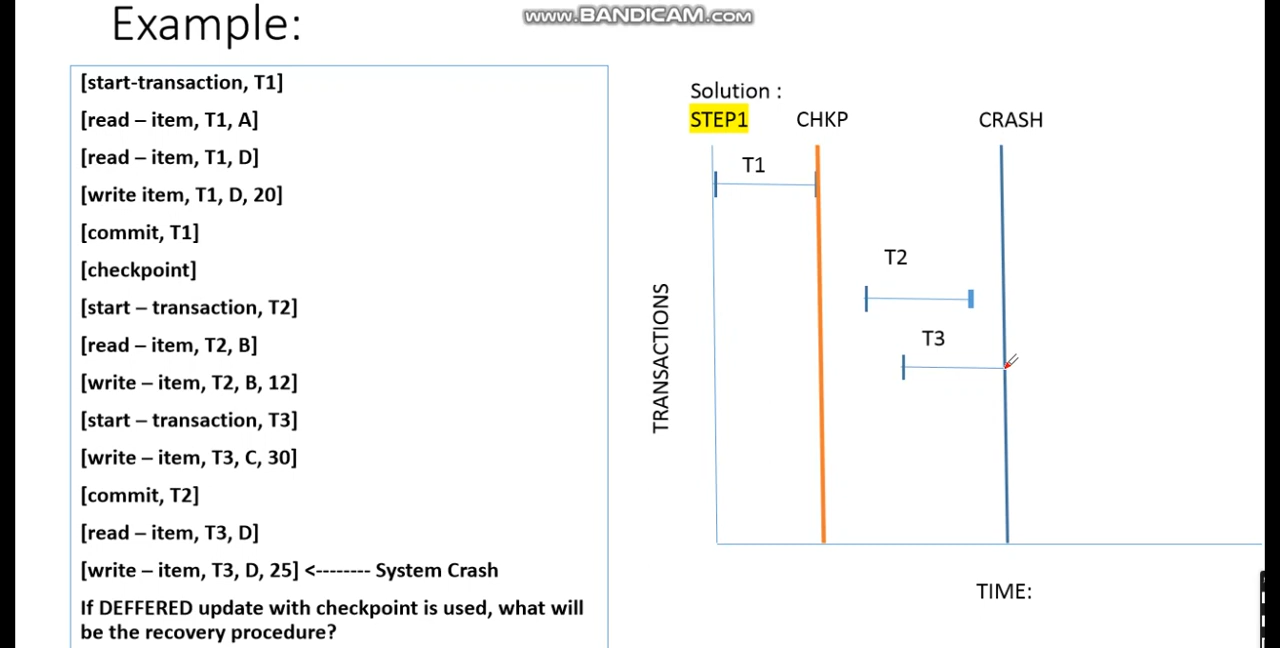 www.BANDICAM.com
Example:
[start-transaction, T1]
[read – item, T1, A]
[read – item, T1, D]
[write item, T1, D, 20]
[commit, T1]
[checkpoint]
[start – transaction, T2]
[read – item, T2, B]
[write – item, T2, B, 12]
[start – transaction, T3]
[write – item, T3, C, 30]
[commit, T2]
[read – item, T3, D]
[write – item, T3, D, 25] <-------- System Crash
If DEFFERED update with checkpoint is used, what will
be the recovery procedure?
Solution :
STEP1 CHKP CRASH
T1
T2
T3
TRANSACTIONS
TIME: